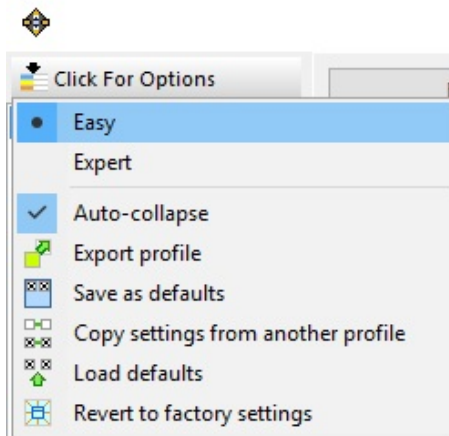 Click For Options
Easy
Expert
Auto-collapse
Export profile
Save as defaults
Copy settings from another profile
Load defaults
Revert to factory settings